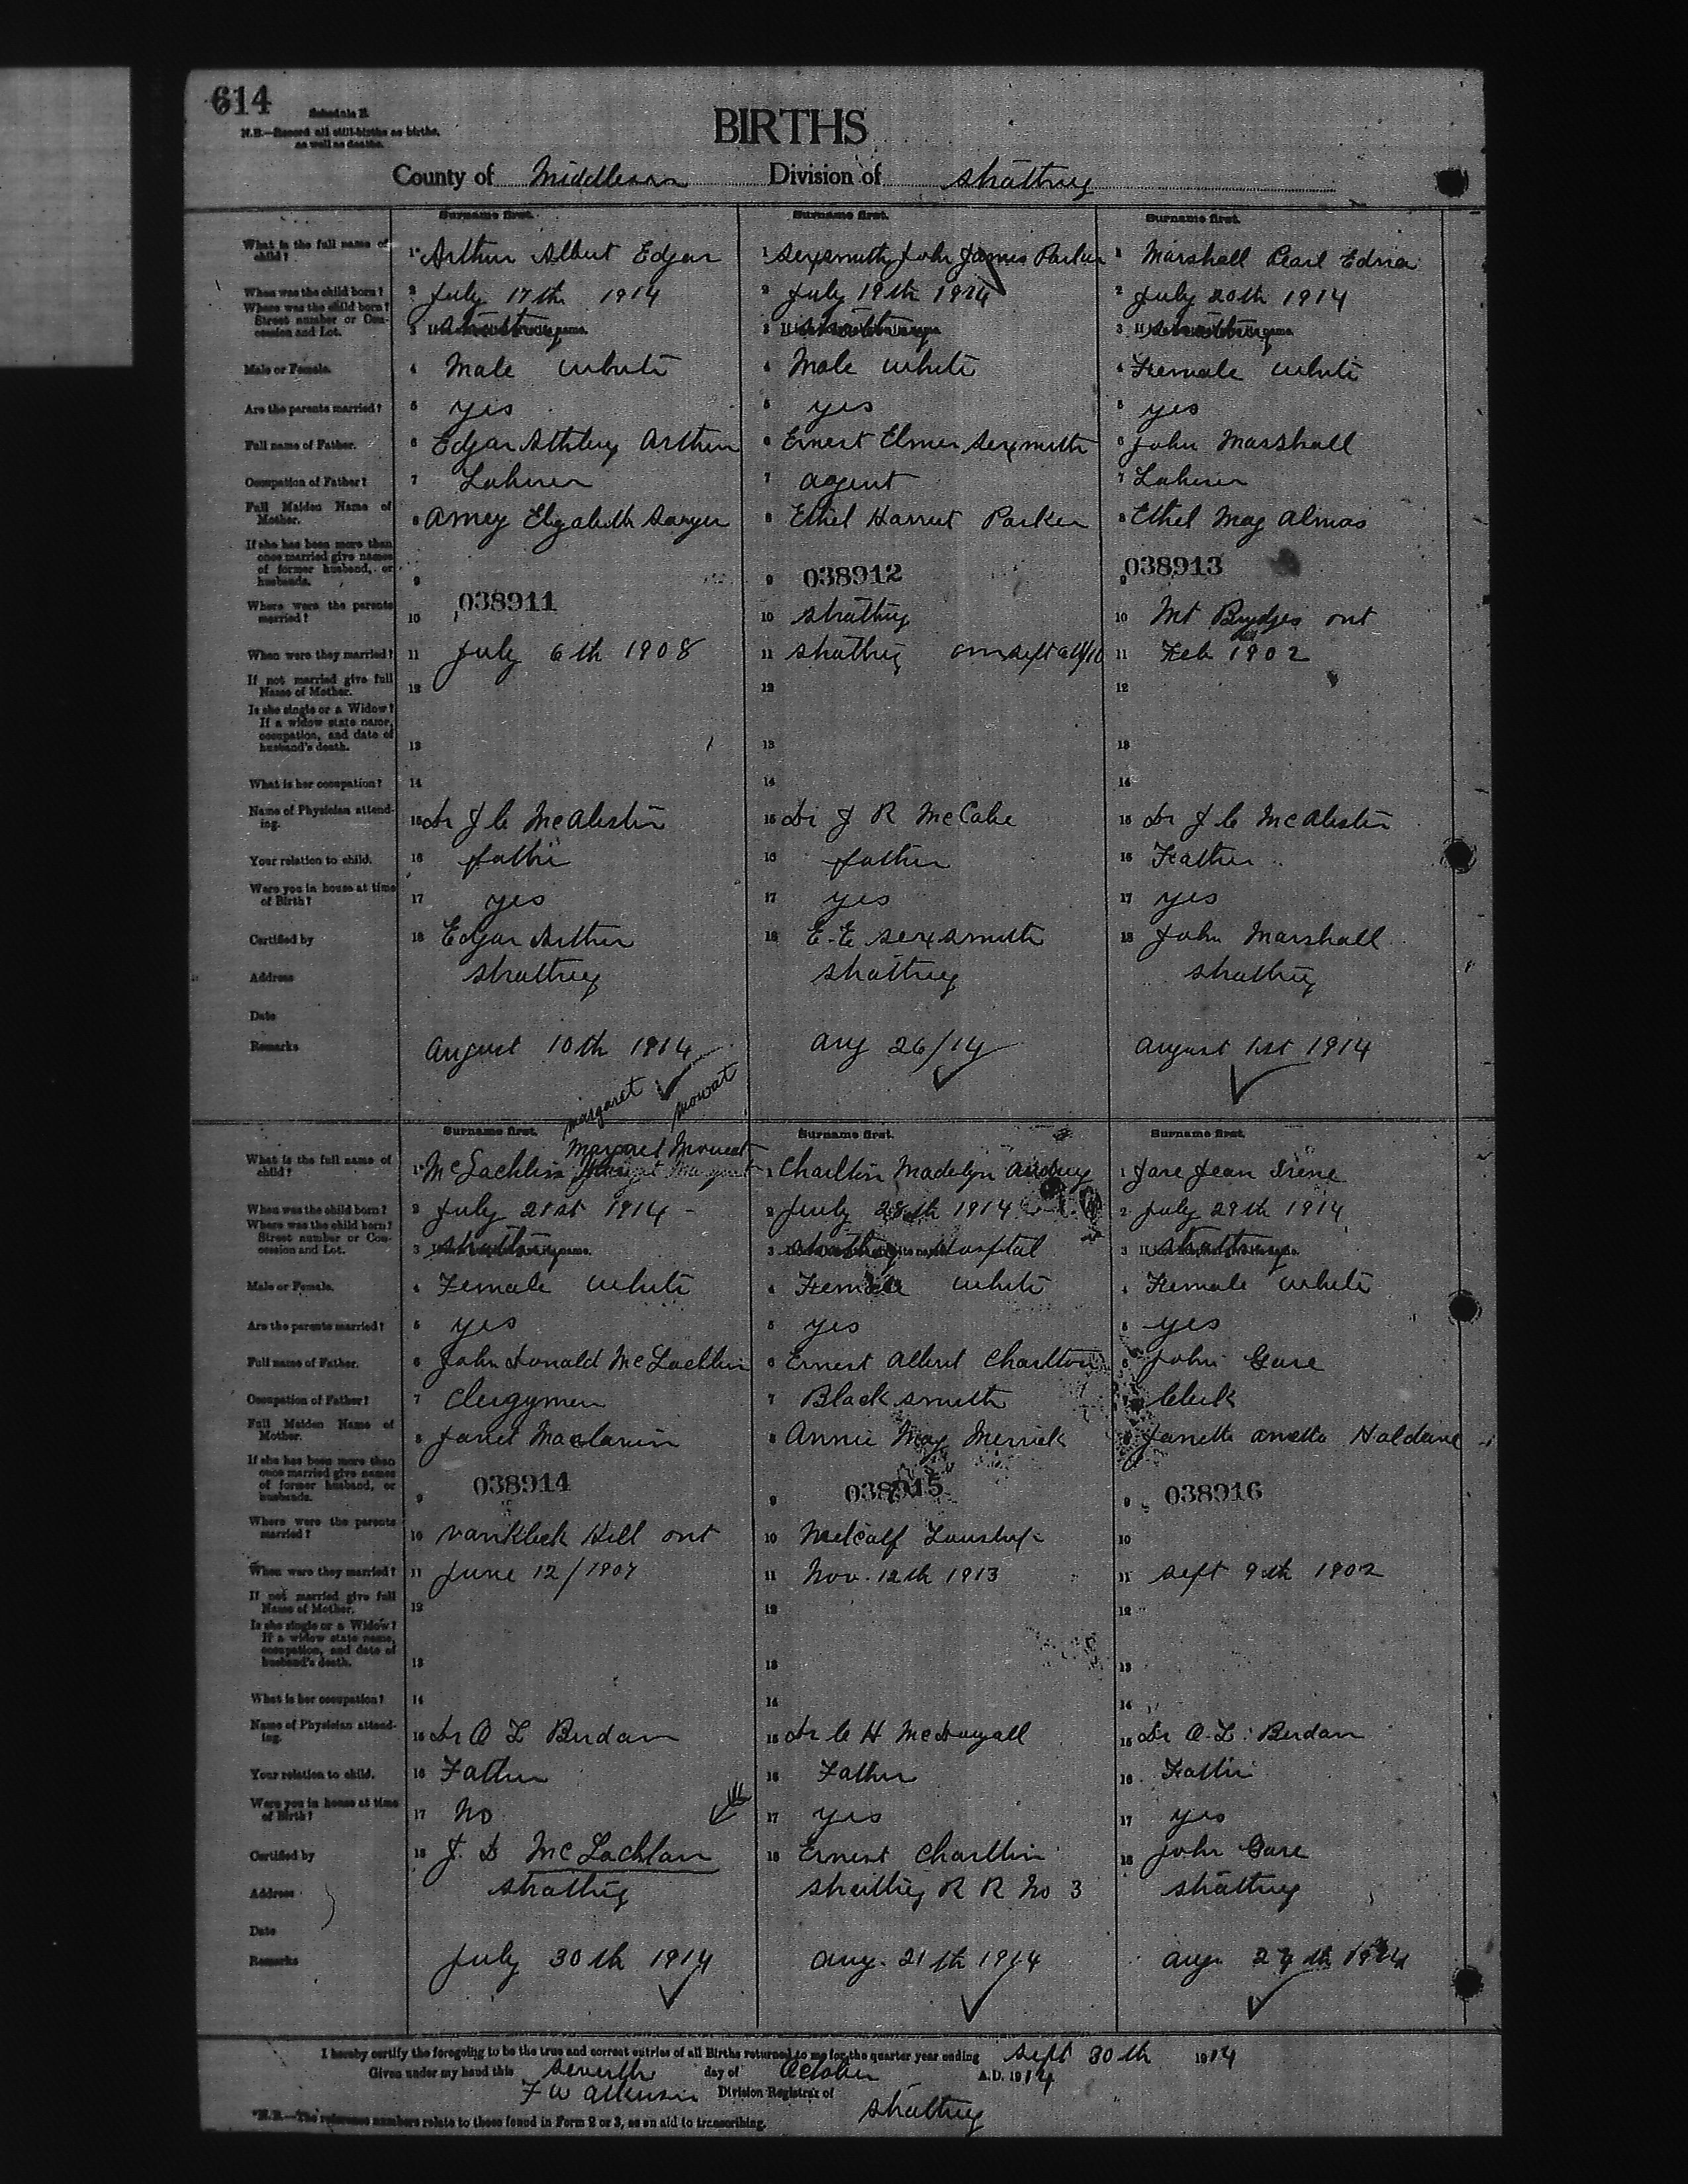 614
Schedule B.
N.B.—Record all still-births as births,
as well as deaths.
BIRTHS
County of Middlesex Division of Strathroy
Surname first. Surname first. Surname first.
What is the full name of child? 1 Arthur Albert Edgar 1 Sexsmith John James Parker 1 Marshall Pearl Edna
When was the child born? 2 July 17th 1914 2 July 19th 1914 2 July 20th 1914
Where was the child born? Street number or Concession and Lot. 3 Strathroy 3 Strathroy 3 Strathroy
Male or Female. 4 Male white 4 Male white 4 Female white
Are the parents married? 5 yes 5 yes 5 yes
Full name of Father. 6 Edgar Arthur 6 Ernest Elmer Sexsmith 6 John Marshall
Occupation of Father? 7 Laborer 7 agent 7 Laborer
Full Maiden Name of Mother. 8 Amey Elizabeth 8 Ethel Harriet Parker 8 Ethel May Almas
If she has been more than once married give names of former husband, or husbands. 9 9 038912 9 038913
038911
Where were the parents married? 10 10 Strathroy 10 Mt Brydges ont
When were they married? 11 July 6th 1908 11 Strathroy on Sept 11 Feb 1902
If not married give full Name of Mother. 12 12 12
Is she single or a Widow? If a widow state name, occupation, and date of husband's death. 13 13 13
What is her occupation? 14 14 14
Name of Physician attending. 15 Dr J C McAlister 15 Dr J R McCabe 15 Dr J C McAlister
Your relation to child. 16 father 16 father 16 Father
Were you in house at time of Birth? 17 yes 17 yes 17 yes
Certified by 18 Edgar Arthur 18 E. E Sexsmith 18 John Marshall
Address Strathroy Strathroy Strathroy
Date
Remarks August 10th 1914 Aug 26/14 August 1st 1914
margaret mowat
Surname first. Surname first. Surname first.
Margaret Mowat
What is the full name of child? 1 McLachlin Margaret 1 Charlton Madelyn Audrey 1 Gare Jean Irene
When was the child born? 2 July 21st 1914 2 July 28th 1914 2 July 29th 1914
Where was the child born? Street number or Concession and Lot. 3 Strathroy 3 Strathroy Hospital 3 Strathroy
Male or Female. 4 Female white 4 Female white 4 Female white
Are the parents married? 5 yes 5 yes 5 yes
Full name of Father. 6 John Donald McLachlin 6 Ernest Albert Charlton 6 John Gare
Occupation of Father? 7 Clergyman 7 Blacksmith 7 Clerk
Full Maiden Name of Mother. 8 Janet Maclarin 8 Annie May Merrick 8 Janetta Haldane
If she has been more than once married give names of former husband, or husbands. 9 038914 9 038915 9 038916
Where were the parents married? 10 Vankleek Hill ont 10 Metcalf Township 10
When were they married? 11 June 12/1907 11 Nov. 12th 1913 11 Sept 9th 1902
If not married give full Name of Mother. 12 12 12
Is she single or a Widow? If a widow state name, occupation, and date of husband's death. 13 13 13
What is her occupation? 14 14 14
Name of Physician attending. 15 Dr A L Berdan 15 Dr C H McDougall 15 Dr A. L. Berdan
Your relation to child. 16 Father 16 Father 16 Father
Were you in house at time of Birth? 17 No 17 yes 17 yes
Certified by 18 J. D McLachlan 18 Ernest Charlton 18 John Gare
Address Strathroy Strathroy R R No 3 Strathroy
Date
Remarks July 30th 1914 Aug. 21th 1914 Aug. 1914
I hereby certify the foregoing to be the true and correct entries of all Births returned to me for the quarter year ending Sept 30th 1914
Given under my hand this seventh day of October A.D. 1914
F W Atkinson Division Registrar of Strathroy
*N.B.—The reference numbers relate to those found in Form 2 or 3, as an aid to transcribing.